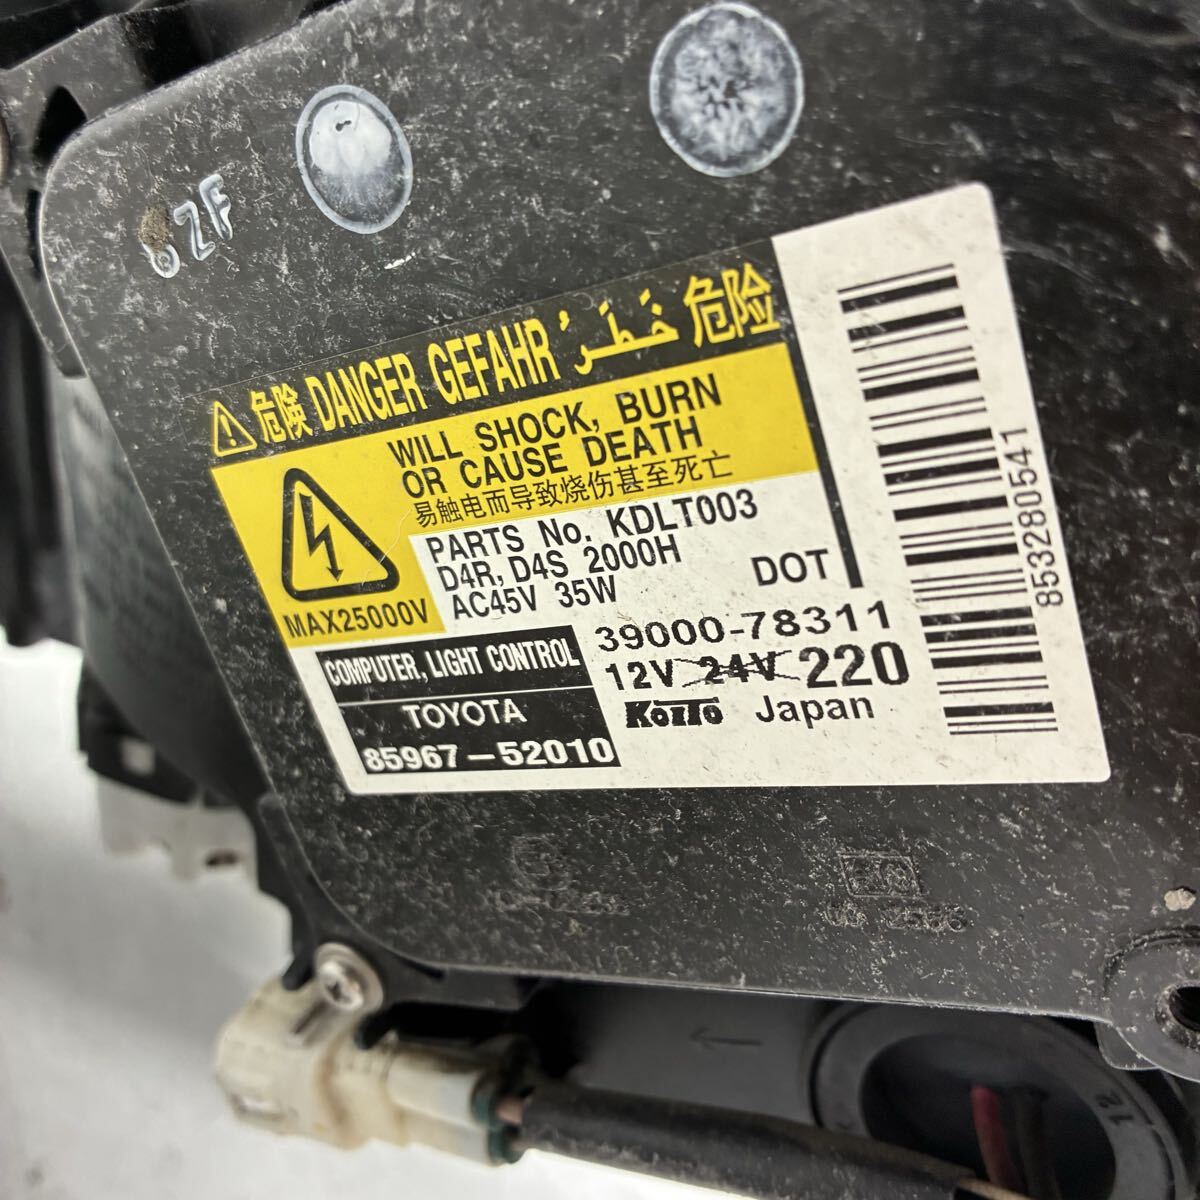 6ZF
危険 DANGER GEFAHR خَطَرُ 危险
WILL SHOCK, BURN
OR CAUSE DEATH
易触电而导致烧伤甚至死亡
MAX25000V
PARTS No. KDLT003
D4R, D4S 2000H
AC45V 35W
DOT
COMPUTER, LIGHT CONTROL
TOYOTA
85967-52010
39000-78311
12V 24V 220
KOITO Japan
853280541
12